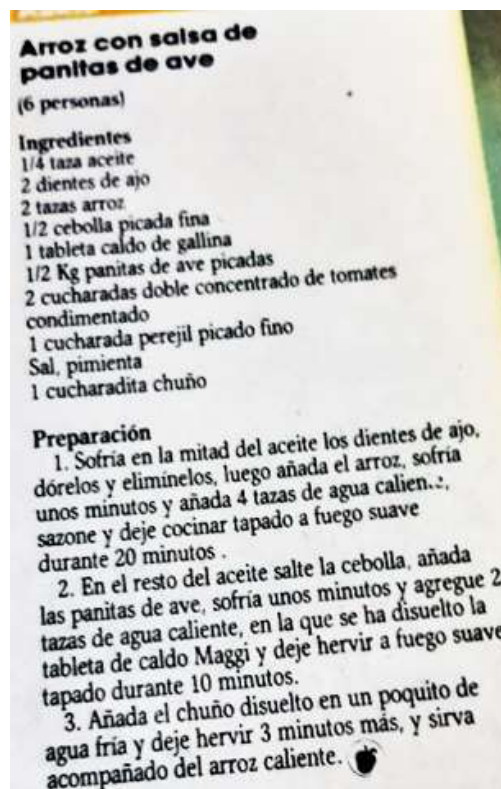 Arroz con salsa de
panitas de ave
(6 personas)
Ingredientes
1/4 taza aceite
2 dientes de ajo
2 tazas arroz
1/2 cebolla picada fina
1 tableta caldo de gallina
1/2 Kg panitas de ave picadas
2 cucharadas doble concentrado de tomates
condimentado
1 cucharada perejil picado fino
Sal, pimienta
1 cucharadita chuño
Preparación
1. Sofría en la mitad del aceite los dientes de ajo,
dórelos y elimínelos, luego añada el arroz, sofría
unos minutos y añada 4 tazas de agua
sazone y deje cocinar tapado a fuego suave
durante 20 minutos .
2. En el resto del aceite salte la cebolla, añada
las panitas de ave, sofría unos minutos y agregue 2
tazas de agua caliente, en la que se ha disuelto la
tableta de caldo Maggi y deje hervir a fuego suave
tapado durante 10 minutos.
3. Añada el chuño disuelto en un poquito de
agua fría y deje hervir 3 minutos más, y sirva
acompañado del arroz caliente.